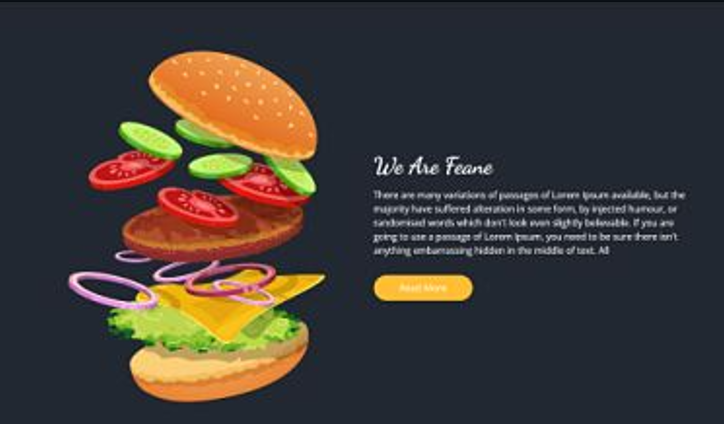 We Are Feane
There are many variations of passages of Lorem Ipsum available, but the
majority have suffered alteration in some form, by injected humour, or
randomised words which don't look even slightly believable. If you are
going to use a passage of Lorem Ipsum, you need to be sure there isn't
anything embarrassing hidden in the middle of text. All
Read More